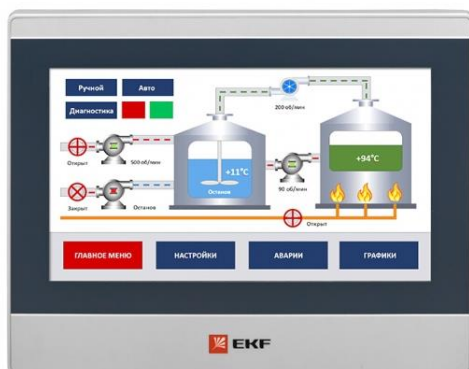 Ручной Авто
Диагностика
200 об/мин
Открыт 500 об/мин
+11°C
+94°C
Останов
90 об/мин
Закрыт Останов
Открыт
ГЛАВНОЕ МЕНЮ НАСТРОЙКИ АВАРИИ ГРАФИКИ
EKF